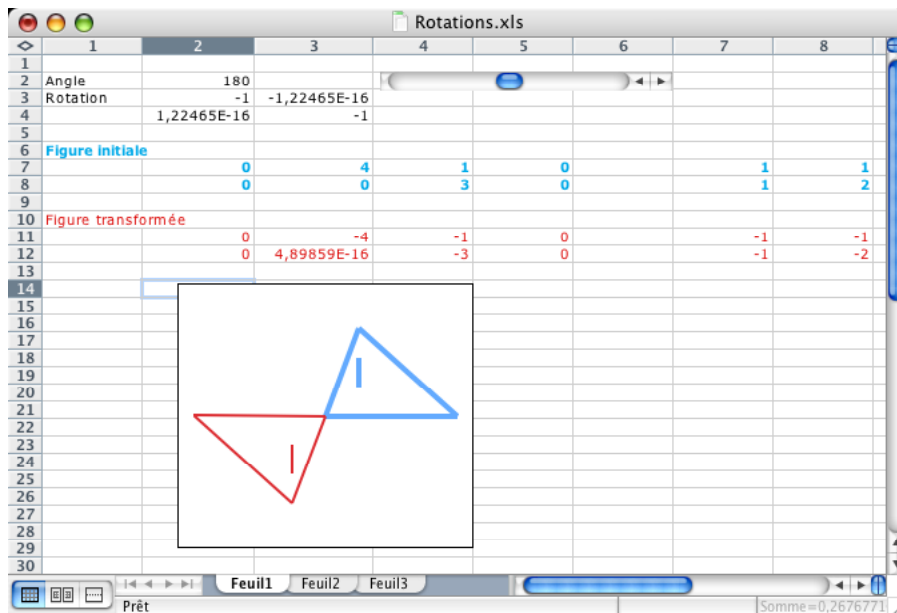 Rotations.xls
1 2 3 4 5 6 7 8
1
2 Angle 180
3 Rotation -1 -1,22465E-16
4 1,22465E-16 -1
5
6 Figure initiale
7 0 4 1 0 1 1
8 0 0 3 0 1 2
9
10 Figure transformée
11 0 -4 -1 0 -1 -1
12 0 4,89859E-16 -3 0 -1 -2
13
14
15
16
17
18
19
20
21
22
23
24
25
26
27
28
29
30
Feuil1 Feuil2 Feuil3
Prêt Somme=0,2676771